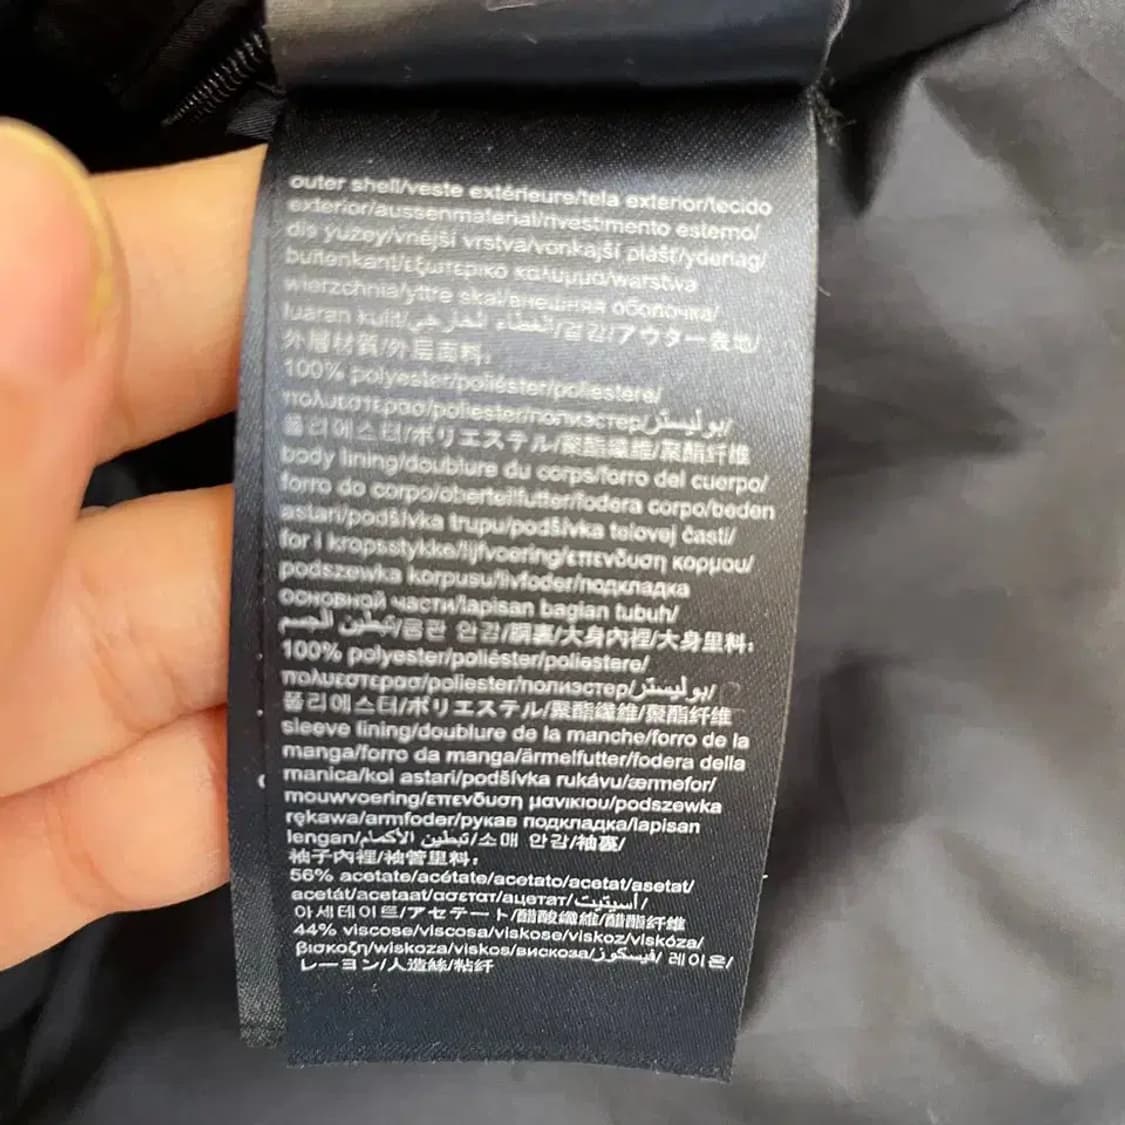 outer shell/veste extérieure/tela exterior/tecido
exterior/aussenmaterial/rivestimento esterno/
dis yuzey/vnější vrstva/vonkajší plášť/yderlag/
buitenkant/εξωτερικο καλυμμα/warstwa
wierzchnia/yttre skal/внешняя оболочка/
luaran kulit/الغطاء الخارجي/겉감/アウター表地/
外層材質/外层面料:
100% polyester/poliéster/poliestere/
πολυεστερασ/poliester/полиэстер/بوليستر/
폴리에스터/ポリエステル/聚酯纖維/聚酯纤维
body lining/doublure du corps/forro del cuerpo/
forro do corpo/oberteilfutter/fodera corpo/beden
astari/podšívka trupu/podšívka telovej časti/
for i kropsstykke/lijfvoering/επενδυση κορμου/
podszewka korpusu/livfoder/подкладка
основной части/lapisan bagian tubuh/
تبطين الجسم/몸판 안감/胴裏/大身內裡/大身里料:
100% polyester/poliéster/poliestere/
πολυεστερασ/poliester/полиэстер/بوليستر/
폴리에스터/ポリエステル/聚酯纖維/聚酯纤维
sleeve lining/doublure de la manche/forro de la
manga/forro da manga/ärmelfutter/fodera della
manica/kol astari/podšívka rukávu/ærmefor/
mouwvoering/επενδυση μανικιου/podszewka
rękawa/armfoder/рукав подкладка/lapisan
lengan/تبطين الأكمام/소매 안감/袖裏/
袖子內裡/袖管里料:
56% acetate/acétate/acetato/acetat/asetat/
acetát/acetaat/ασετατ/ацетат/أسيتيت/
아세테이트/アセテート/醋酸纖維/醋酯纤维
44% viscose/viscosa/viskose/viskoz/viskóza/
βισκοζη/wiskoza/viskos/вискоза/فيسكوز/ 레이온/
レーヨン/人造絲/粘纤